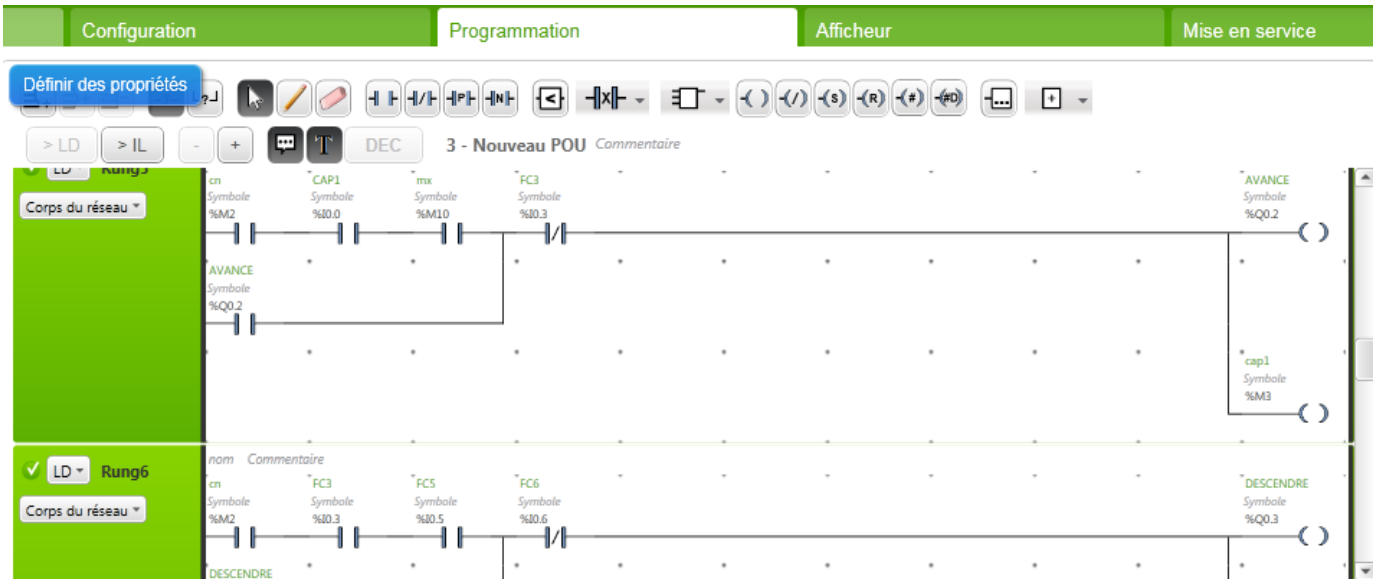 Configuration
Programmation
Afficheur
Mise en service
Définir des propriétés
> LD
> IL
-
+
T
DEC
3 - Nouveau POU
Commentaire
LD
Rung5
Corps du réseau
cn
CAP1
mx
FC3
AVANCE
Symbole
Symbole
Symbole
Symbole
Symbole
%M2
%I0.0
%M10
%I0.3
%Q0.2
AVANCE
Symbole
%Q0.2
cap1
Symbole
%M3
LD
Rung6
Corps du réseau
nom Commentaire
cn
FC3
FC5
FC6
DESCENDRE
Symbole
Symbole
Symbole
Symbole
Symbole
%M2
%I0.3
%I0.5
%I0.6
%Q0.3
DESCENDRE